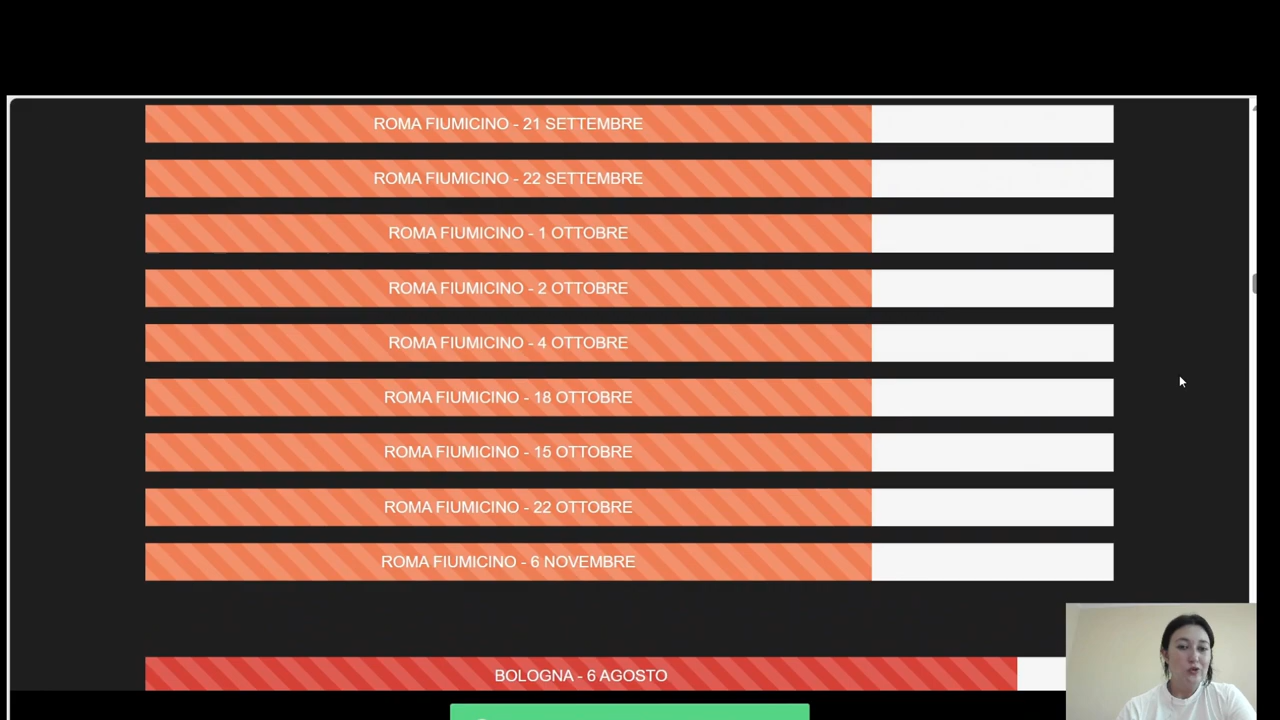 ROMA FIUMICINO - 21 SETTEMBRE
ROMA FIUMICINO - 22 SETTEMBRE
ROMA FIUMICINO - 1 OTTOBRE
ROMA FIUMICINO - 2 OTTOBRE
ROMA FIUMICINO - 4 OTTOBRE
ROMA FIUMICINO - 18 OTTOBRE
ROMA FIUMICINO - 15 OTTOBRE
ROMA FIUMICINO - 22 OTTOBRE
ROMA FIUMICINO - 6 NOVEMBRE
BOLOGNA - 6 AGOSTO